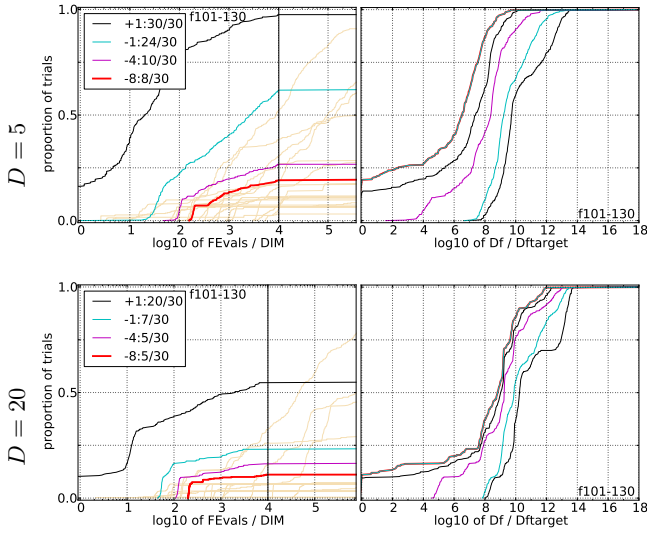 D = 5
proportion of trials
1.0
0.5
0.0
f101-130
+1:30/30
-1:24/30
-4:10/30
-8:8/30
0 1 2 3 4 5
log10 of FEvals / DIM
f101-130
0 2 4 6 8 10 12 14 16 18
log10 of Df / Dftarget
D = 20
proportion of trials
1.0
0.5
0.0
f101-130
+1:20/30
-1:7/30
-4:5/30
-8:5/30
0 1 2 3 4 5
log10 of FEvals / DIM
f101-130
0 2 4 6 8 10 12 14 16 18
log10 of Df / Dftarget